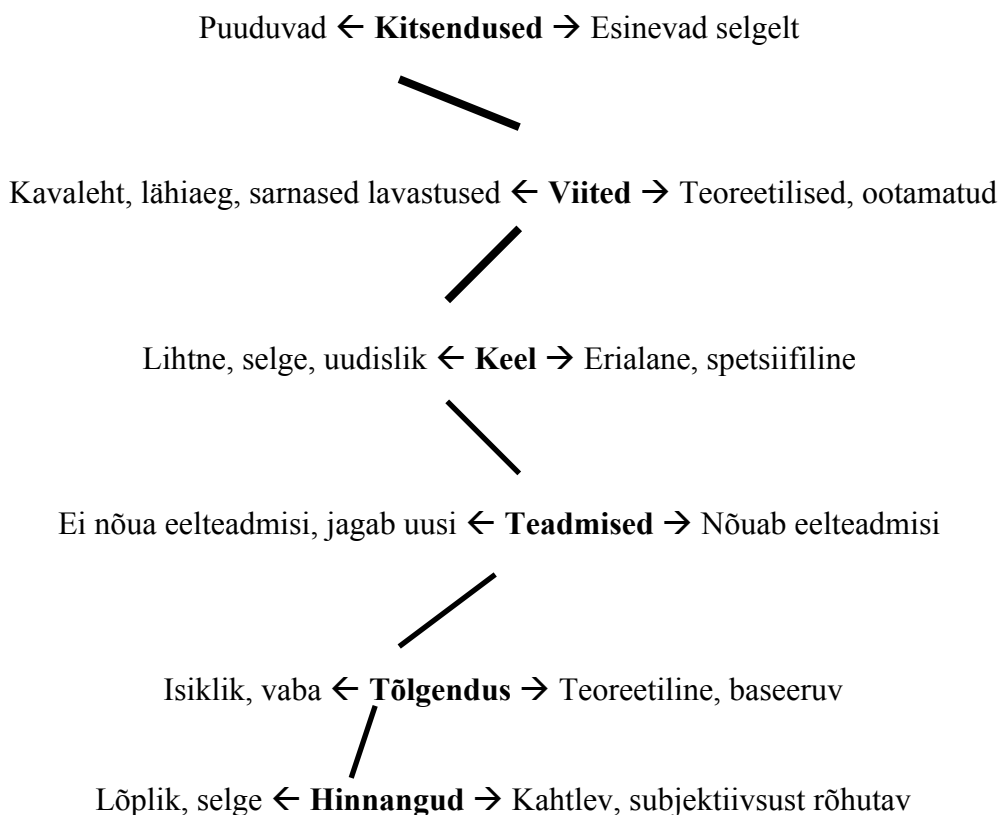 Puuduvad ← Kitsendused → Esinevad selgelt
Kavaleht, lähiaeg, sarnased lavastused ← Viited → Teoreetilised, ootamatud
Lihtne, selge, uudislik ← Keel → Erialane, spetsiifiline
Ei nõua eelteadmisi, jagab uusi ← Teadmised → Nõuab eelteadmisi
Isiklik, vaba ← Tõlgendus → Teoreetiline, baseeruv
Lõplik, selge ← Hinnangud → Kahtlev, subjektiivsust rõhutav